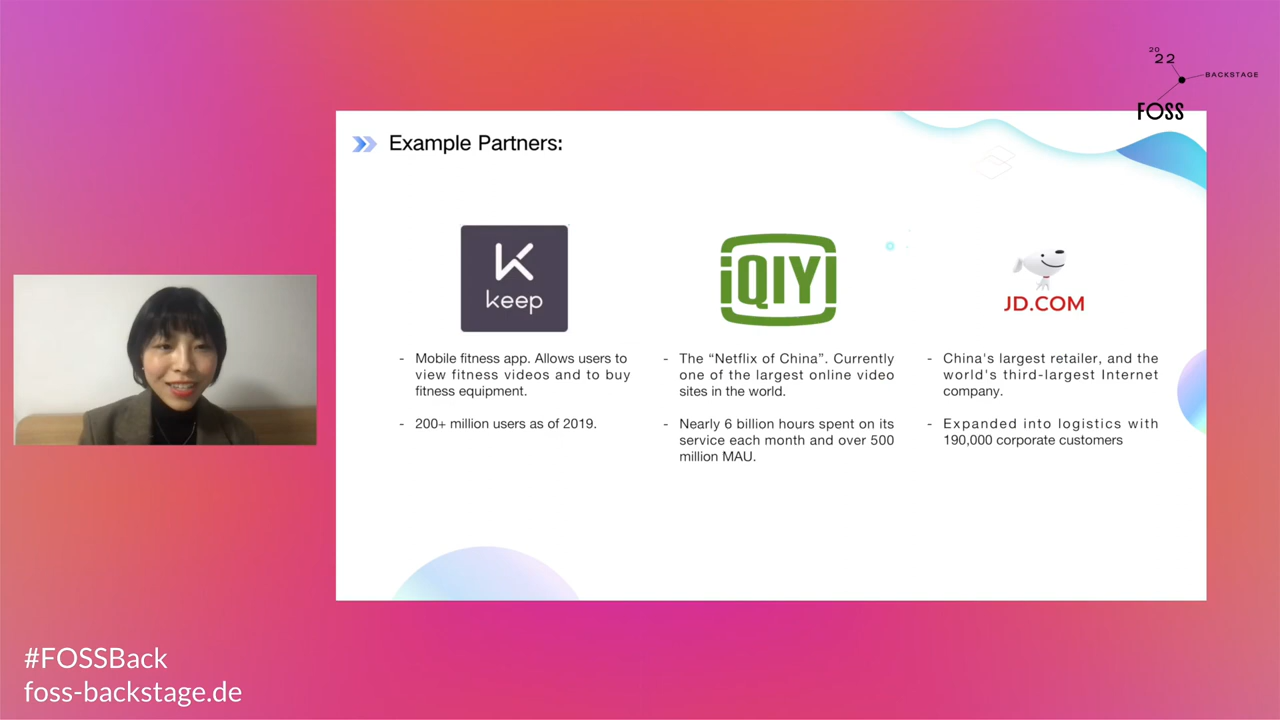 20
22
BACKSTAGE
FOSS
Example Partners:
keep
iQIYI
JD.COM
- Mobile fitness app. Allows users to
view fitness videos and to buy
fitness equipment.
- 200+ million users as of 2019.
- The “Netflix of China”. Currently
one of the largest online video
sites in the world.
- Nearly 6 billion hours spent on its
service each month and over 500
million MAU.
- China's largest retailer, and the
world's third-largest Internet
company.
- Expanded into logistics with
190,000 corporate customers
#FOSSBack
foss-backstage.de